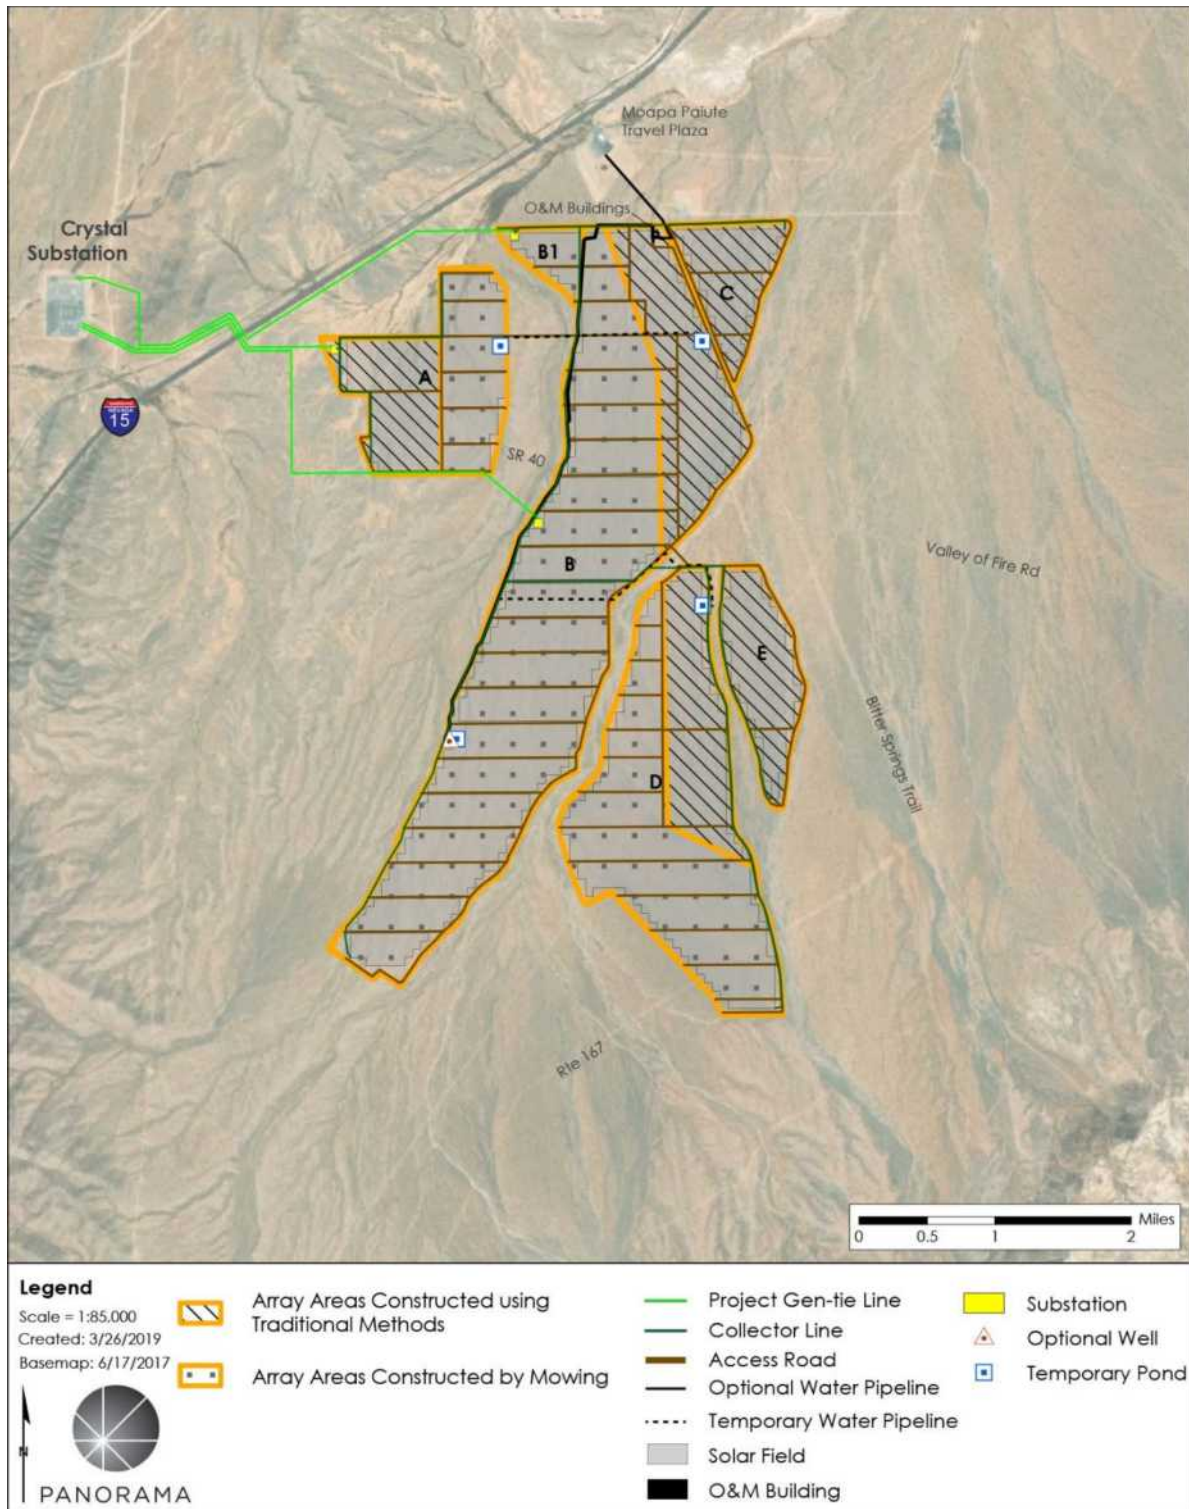 Moapa Paiute
Travel Plaza
O&M Buildings
Crystal
Substation
B1
C
A
NEVADA
15
SR 40
B
Valley of Fire Rd
E
Bitter Springs Trail
D
Rte 167
Miles
0 0.5 1 2
Legend
Scale = 1:85,000
Created: 3/26/2019
Basemap: 6/17/2017
N
PANORAMA
Array Areas Constructed using
Traditional Methods
Array Areas Constructed by Mowing
Project Gen-tie Line
Collector Line
Access Road
Optional Water Pipeline
Temporary Water Pipeline
Solar Field
O&M Building
Substation
Optional Well
Temporary Pond